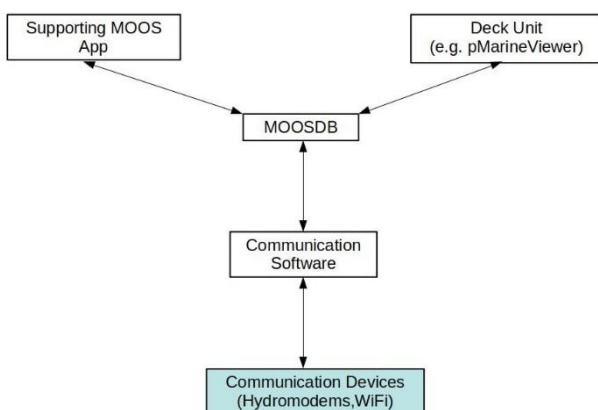 Supporting MOOS
App
Deck Unit
(e.g. pMarineViewer)
MOOSDB
Communication
Software
Communication Devices
(Hydromodems,WiFi)